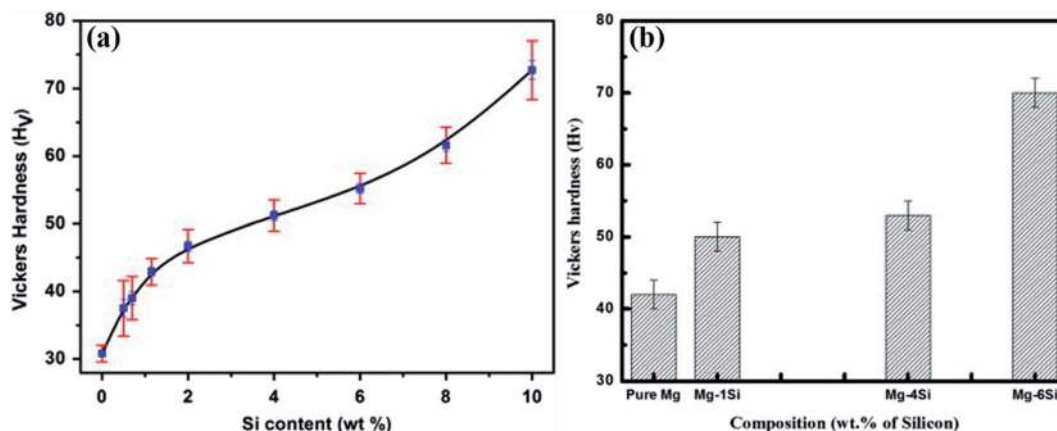 (a)
80
70
60
50
40
30
Vickers Hardness (Hv)
0 2 4 6 8 10
Si content (wt %)
(b)
80
70
60
50
40
30
Vickers hardness (Hv)
Pure Mg Mg-1Si Mg-4Si Mg-6Si
Composition (wt.% of Silicon)